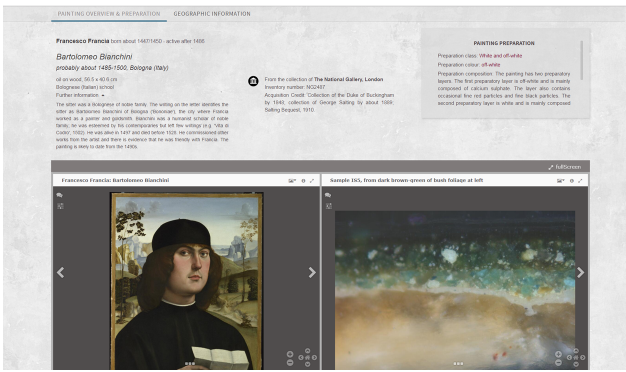 PAINTING OVERVIEW & PREPARATION GEOGRAPHIC INFORMATION
Francesco Francia born about 1447/1450 - active after 1486
Bartolomeo Bianchini
probably about 1485-1500, Bologna (Italy)
oil on wood, 56.5 × 40.6 cm
Bolognese (Italian) school
Further information:
The sitter was a Bolognese of noble family. The writing on the letter identifies the
sitter as Bartolomeo Bianchini of Bologna ('Bononiae'), the city where Francia
worked as a painter and goldsmith. Bianchini was a humanist scholar of noble
family; he was esteemed by his contemporaries but left few writings (e.g. 'Vita di
Codro', 1502). He was alive in 1497 and died before 1528. He commissioned other
works from the artist and there is evidence that he was friendly with Francia. The
painting is likely to date from the 1490s.
From the collection of The National Gallery, London
Inventory number: NG2487
Acquisition Credit: 'Collection of the Duke of Buckingham
by 1043; collection of George Salting by about 1889;
Salting Bequest, 1910.
PAINTING PREPARATION
Preparation class: White and off-white
Preparation colour: off-white
Preparation composition: The painting has two preparatory
layers. The first preparatory layer is off-white and is mainly
composed of calcium sulphate. The layer also contains
occasional fine red particles and fine black particles. The
second preparatory layer is white and is mainly composed
fullScreen
Francesco Francia: Bartolomeo Bianchini
Sample 1S5, from dark brown-green of bush foliage at left